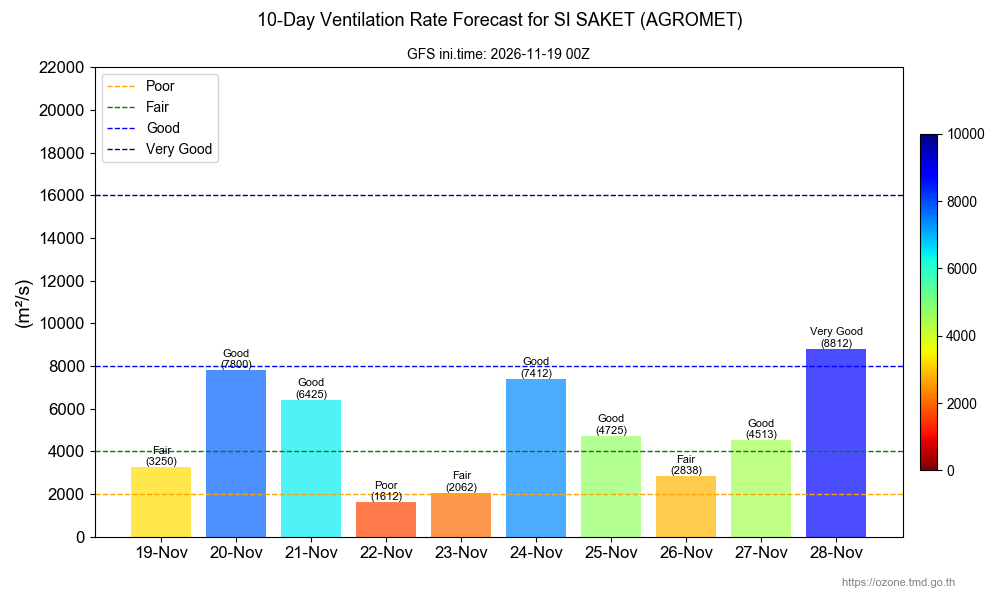 10-Day Ventilation Rate Forecast for SI SAKET (AGROMET)
GFS ini.time: 2026-11-19 00Z
22000
20000
18000
16000
14000
12000
10000
8000
6000
4000
2000
0
(m²/s)
Poor
Fair
Good
Very Good
Fair
(3250)
Good
(7800)
Good
(6425)
Poor
(1612)
Fair
(2062)
Good
(7412)
Good
(4725)
Fair
(2838)
Good
(4513)
Very Good
(8812)
19-Nov 20-Nov 21-Nov 22-Nov 23-Nov 24-Nov 25-Nov 26-Nov 27-Nov 28-Nov
10000
8000
6000
4000
2000
0
https://ozone.tmd.go.th